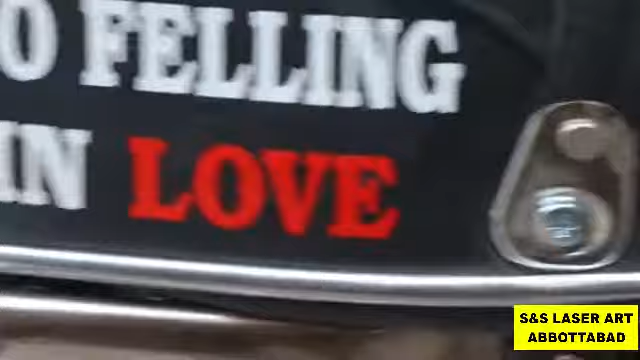 O FELLING
IN LOVE
S&S LASER ART
ABBOTTABAD